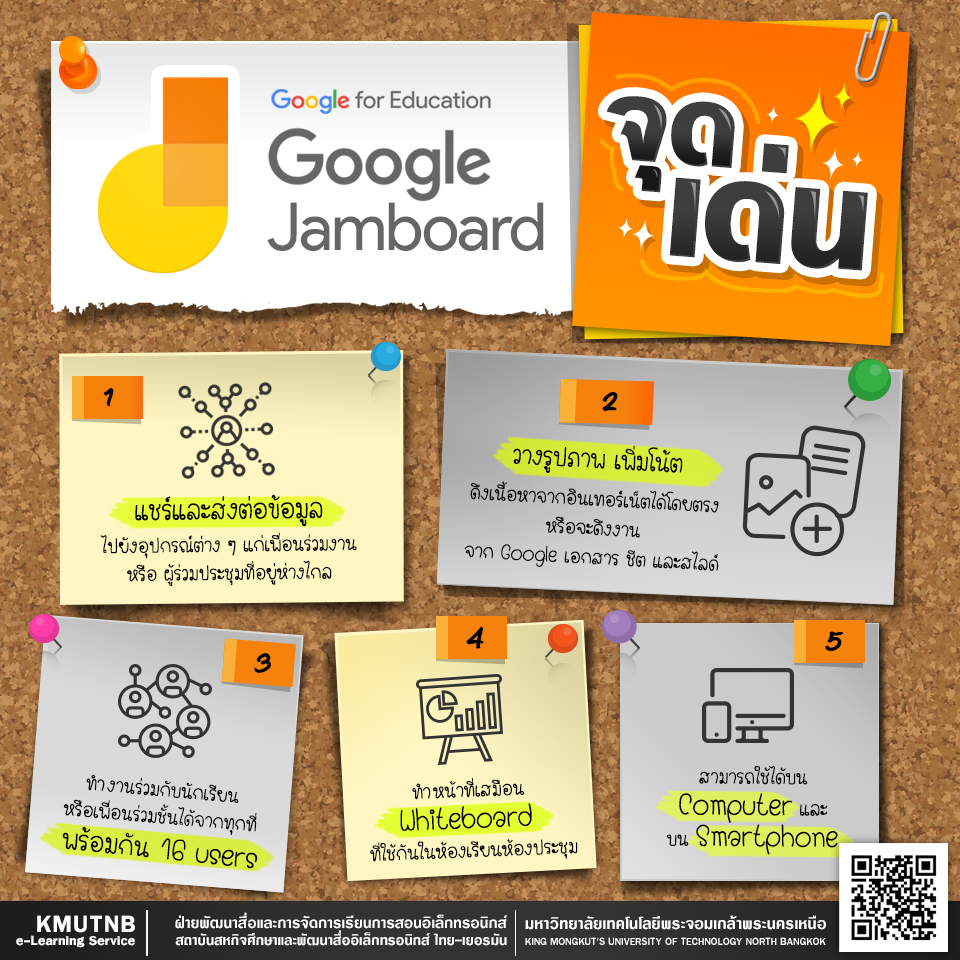 Google for Education
Google
Jamboard
จุด
เด่น
1
แชร์และส่งต่อข้อมูล
ไปยังอุปกรณ์ต่าง ๆ แก่เพื่อนร่วมงาน
หรือ ผู้ร่วมประชุมที่อยู่ห่างไกล
2
วางรูปภาพ เพิ่มโน้ต
ดึงเนื้อหาจากอินเทอร์เน็ตได้โดยตรง
หรือจะดึงงาน
จาก Google เอกสาร ชีต และสไลด์
3
ทำงานร่วมกับนักเรียน
หรือเพื่อนร่วมชั้นได้จากทุกที่
พร้อมกัน 16 users
4
ทำหน้าที่เสมือน
Whiteboard
ที่ใช้กันในห้องเรียนห้องประชุม
5
สามารถใช้ได้บน
Computer และ
บน Smartphone
KMUTNB
e-Learning Service
ฝ่ายพัฒนาสื่อและการจัดการเรียนการสอนอิเล็กทรอนิกส์
สถาบันสหกิจศึกษาและพัฒนาสื่ออิเล็กทรอนิกส์ ไทย-เยอรมัน
มหาวิทยาลัยเทคโนโลยีพระจอมเกล้าพระนครเหนือ
KING MONGKUT'S UNIVERSITY OF TECHNOLOGY NORTH BANGKOK